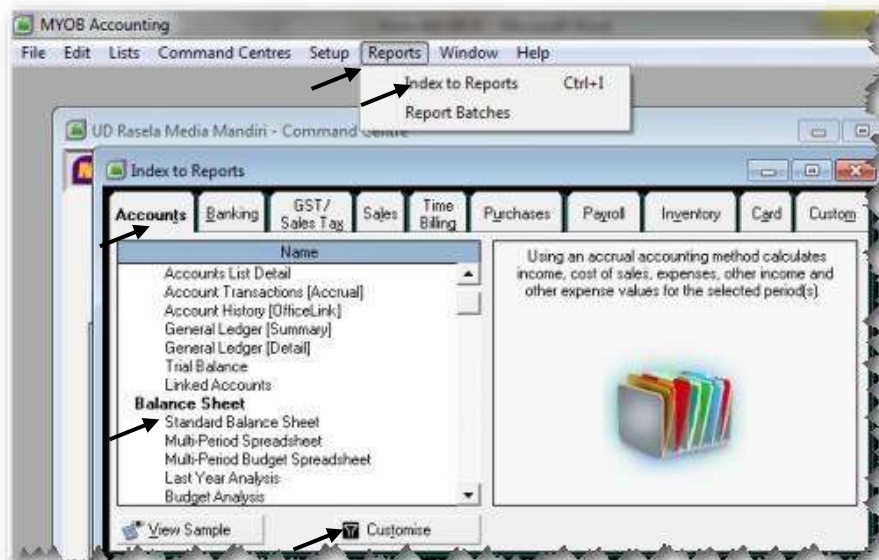 MYOB Accounting
File Edit Lists Command Centres Setup Reports Window Help
Index to Reports Ctrl+I
Report Batches
UD Rasela Media Mandiri - Command Centre
Index to Reports
Accounts Banking GST/ Sales Tax Sales Time Billing Purchases Payroll Inventory Card Custom
Name
Accounts List Detail
Account Transactions [Accrual]
Account History [OfficeLink]
General Ledger [Summary]
General Ledger [Detail]
Trial Balance
Linked Accounts
Balance Sheet
Standard Balance Sheet
Multi-Period Spreadsheet
Multi-Period Budget Spreadsheet
Last Year Analysis
Budget Analysis
Using an accrual accounting method calculates
income, cost of sales, expenses, other income and
other expense values for the selected period(s).
View Sample
Customise